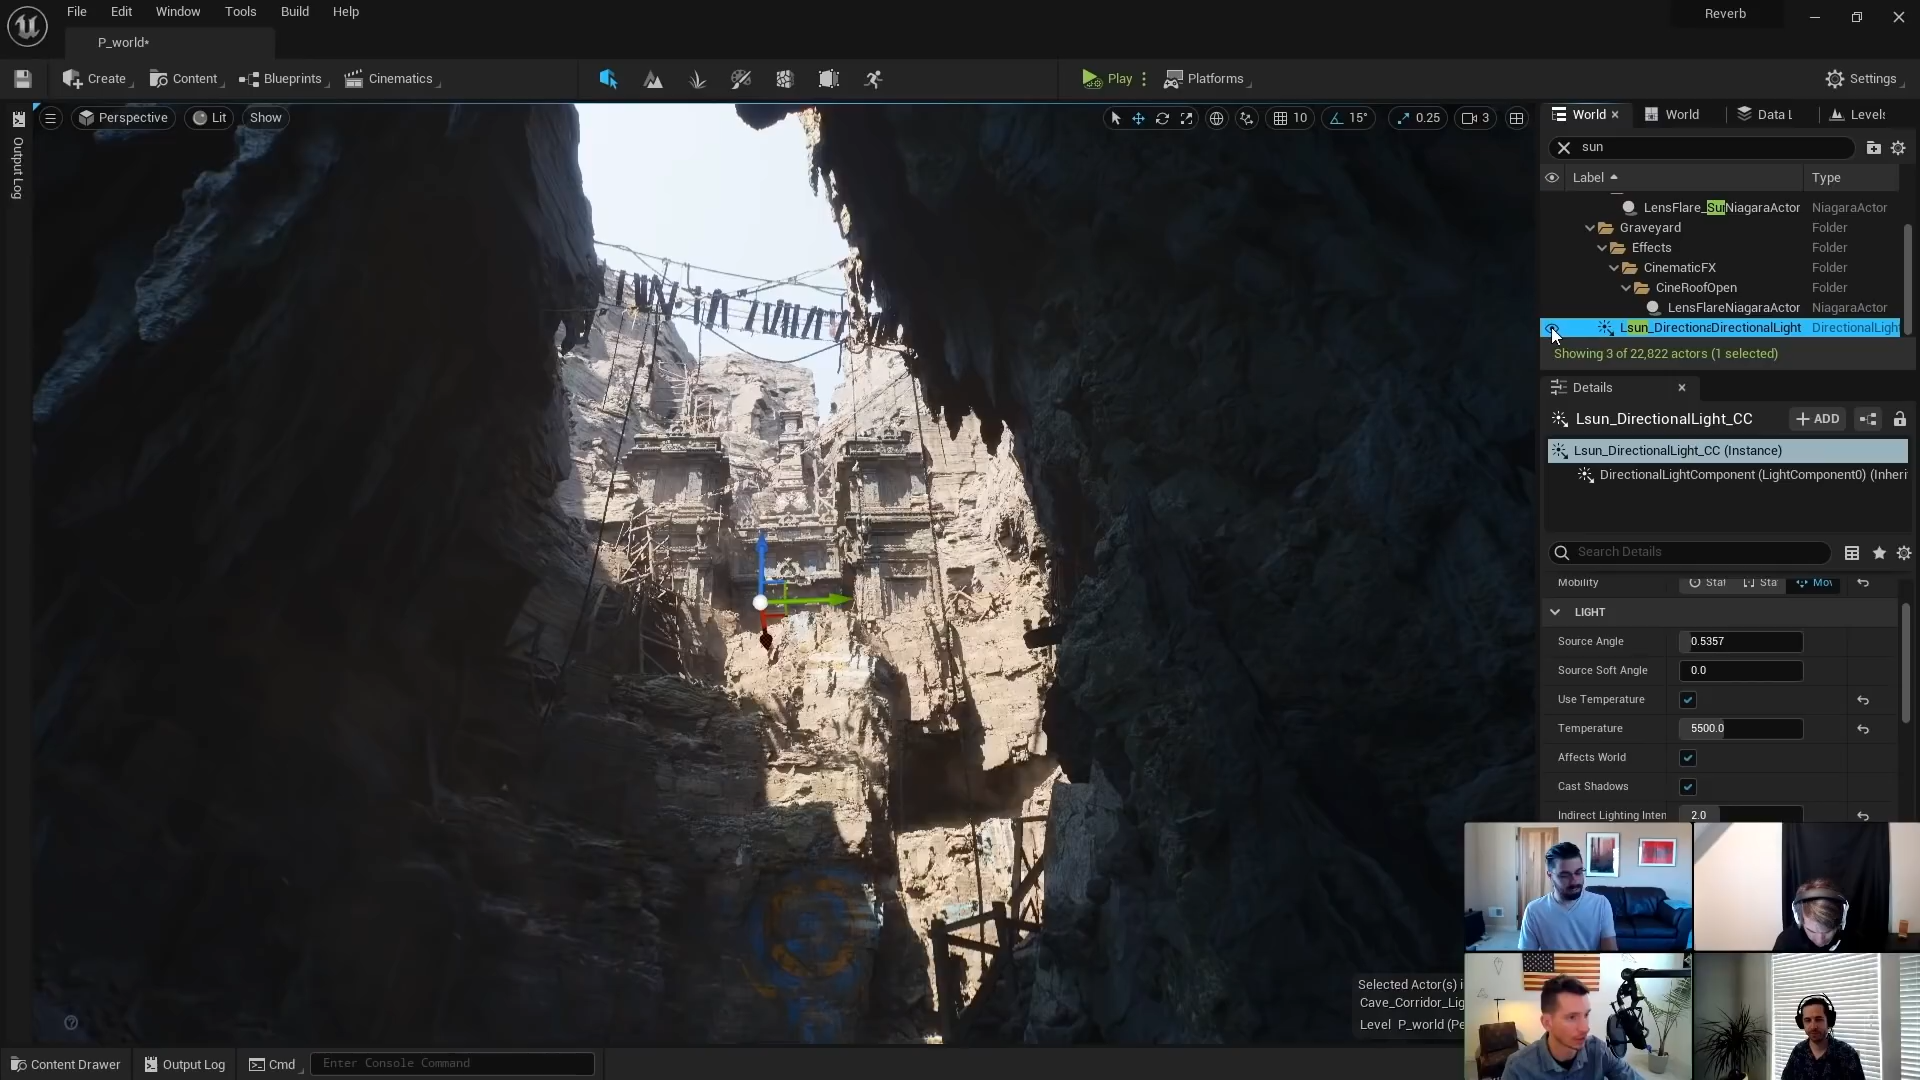 File Edit Window Tools Build Help
Reverb
P_world*
Create Content Blueprints Cinematics Play Platforms Settings
Perspective Lit Show
10 15° 0.25 3
World World Data L Levels
Output Log
sun
Label Type
LensFlare_SunNiagaraActor NiagaraActor
Graveyard Folder
Effects Folder
CinematicFX Folder
CineRoofOpen Folder
LensFlareNiagaraActor NiagaraActor
Lsun_DirectionaDirectionalLight DirectionalLight
Showing 3 of 22,822 actors (1 selected)
Details
Lsun_DirectionalLight_CC ADD
Lsun_DirectionalLight_CC (Instance)
DirectionalLightComponent (LightComponent0) (Inheri
Search Details
Mobility Stat Sta Mov
LIGHT
Source Angle 0.5357
Source Soft Angle 0.0
Use Temperature
Temperature 5500.0
Affects World
Cast Shadows
Indirect Lighting Inten 2.0
Selected Actor(s) i
Cave_Corridor_Lig
Level P_world (Pe
Content Drawer Output Log Cmd Enter Console Command